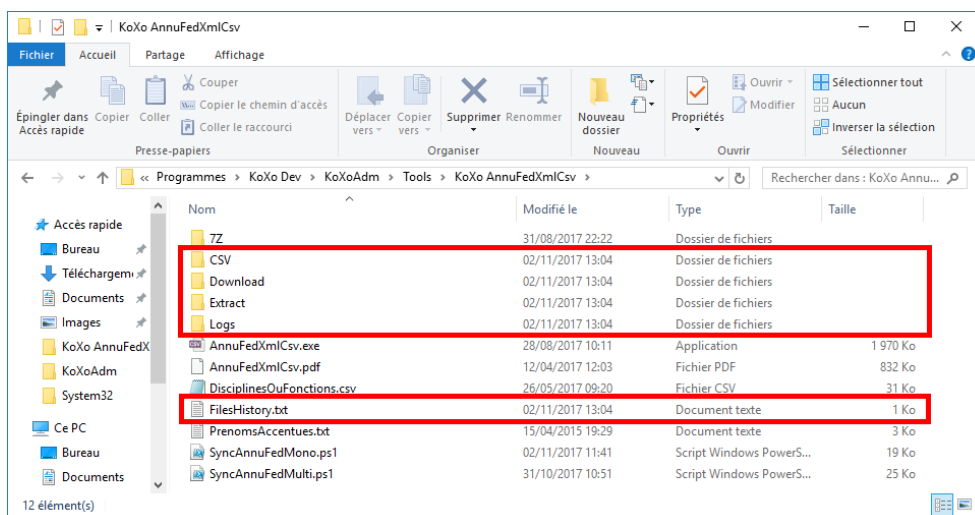 KoXo AnnuFedXmlCsv
Fichier Accueil Partage Affichage
Épingler dans Accès rapide
Copier
Coller
Couper
Copier le chemin d'accès
Coller le raccourci
Presse-papiers
Déplacer vers
Copier vers
Supprimer
Renommer
Organiser
Nouveau dossier
Nouveau
Propriétés
Ouvrir
Modifier
Ouvrir
Sélectionner tout
Aucun
Inverser la sélection
Sélectionner
« Programmes > KoXo Dev > KoXoAdm > Tools > KoXo AnnuFedXmlCsv >
Rechercher dans : KoXo Annu...
Accès rapide
Bureau
Téléchargem
Documents
Images
KoXo AnnuFedX
KoXoAdm
System32
Ce PC
Bureau
Documents
Nom Modifié le Type Taille
7Z 31/08/2017 22:22 Dossier de fichiers
CSV 02/11/2017 13:04 Dossier de fichiers
Download 02/11/2017 13:04 Dossier de fichiers
Extract 02/11/2017 13:04 Dossier de fichiers
Logs 02/11/2017 13:04 Dossier de fichiers
AnnuFedXmlCsv.exe 28/08/2017 10:11 Application 1 970 Ko
AnnuFedXmlCsv.pdf 12/04/2017 12:03 Fichier PDF 832 Ko
DisciplinesOuFonctions.csv 26/05/2017 09:20 Fichier CSV 31 Ko
FilesHistory.txt 02/11/2017 13:04 Document texte 1 Ko
PrenomsAccentues.txt 15/04/2015 19:29 Document texte 3 Ko
SyncAnnuFedMono.ps1 02/11/2017 11:41 Script Windows PowerS... 19 Ko
SyncAnnuFedMulti.ps1 31/10/2017 10:51 Script Windows PowerS... 25 Ko
12 élément(s)